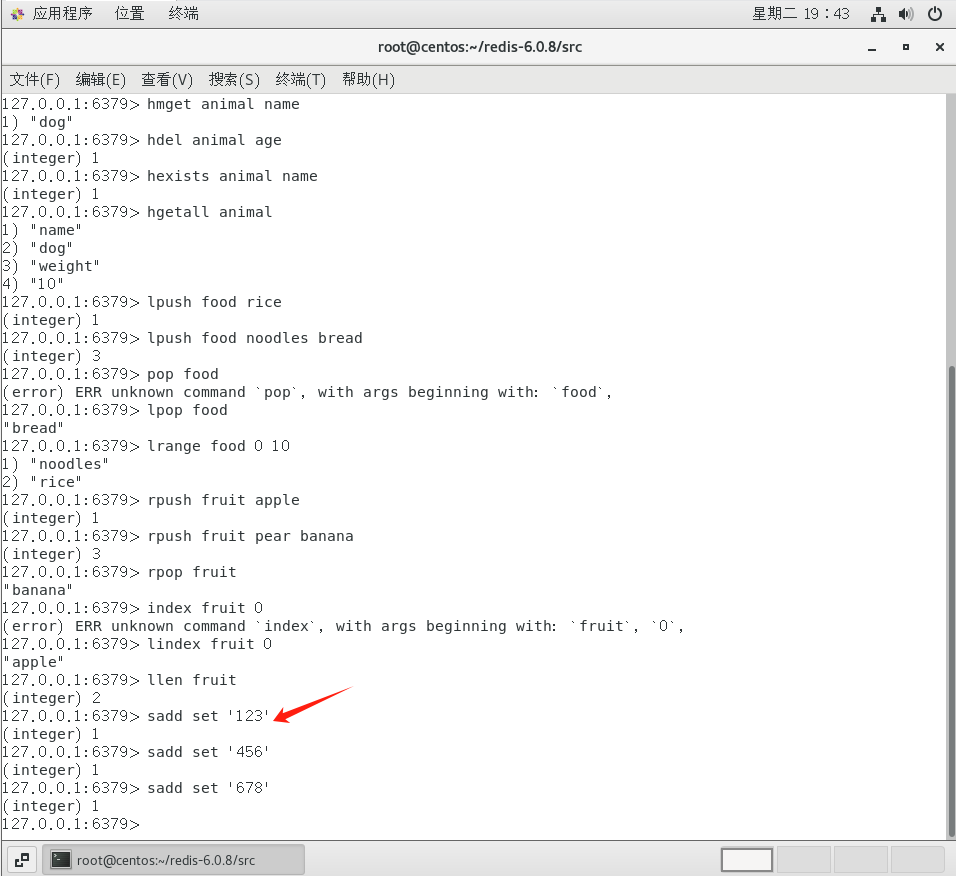 应用程序 位置 终端 星期二 19：43
root@centos:~/redis-6.0.8/src
文件(F) 编辑(E) 查看(V) 搜索(S) 终端(T) 帮助(H)
127.0.0.1:6379> hmget animal name
1) "dog"
127.0.0.1:6379> hdel animal age
(integer) 1
127.0.0.1:6379> hexists animal name
(integer) 1
127.0.0.1:6379> hgetall animal
1) "name"
2) "dog"
3) "weight"
4) "10"
127.0.0.1:6379> lpush food rice
(integer) 1
127.0.0.1:6379> lpush food noodles bread
(integer) 3
127.0.0.1:6379> pop food
(error) ERR unknown command `pop`, with args beginning with: `food`,
127.0.0.1:6379> lpop food
"bread"
127.0.0.1:6379> lrange food 0 10
1) "noodles"
2) "rice"
127.0.0.1:6379> rpush fruit apple
(integer) 1
127.0.0.1:6379> rpush fruit pear banana
(integer) 3
127.0.0.1:6379> rpop fruit
"banana"
127.0.0.1:6379> index fruit 0
(error) ERR unknown command `index`, with args beginning with: `fruit`, `0`,
127.0.0.1:6379> lindex fruit 0
"apple"
127.0.0.1:6379> llen fruit
(integer) 2
127.0.0.1:6379> sadd set '123'
(integer) 1
127.0.0.1:6379> sadd set '456'
(integer) 1
127.0.0.1:6379> sadd set '678'
(integer) 1
127.0.0.1:6379>
root@centos:~/redis-6.0.8/src